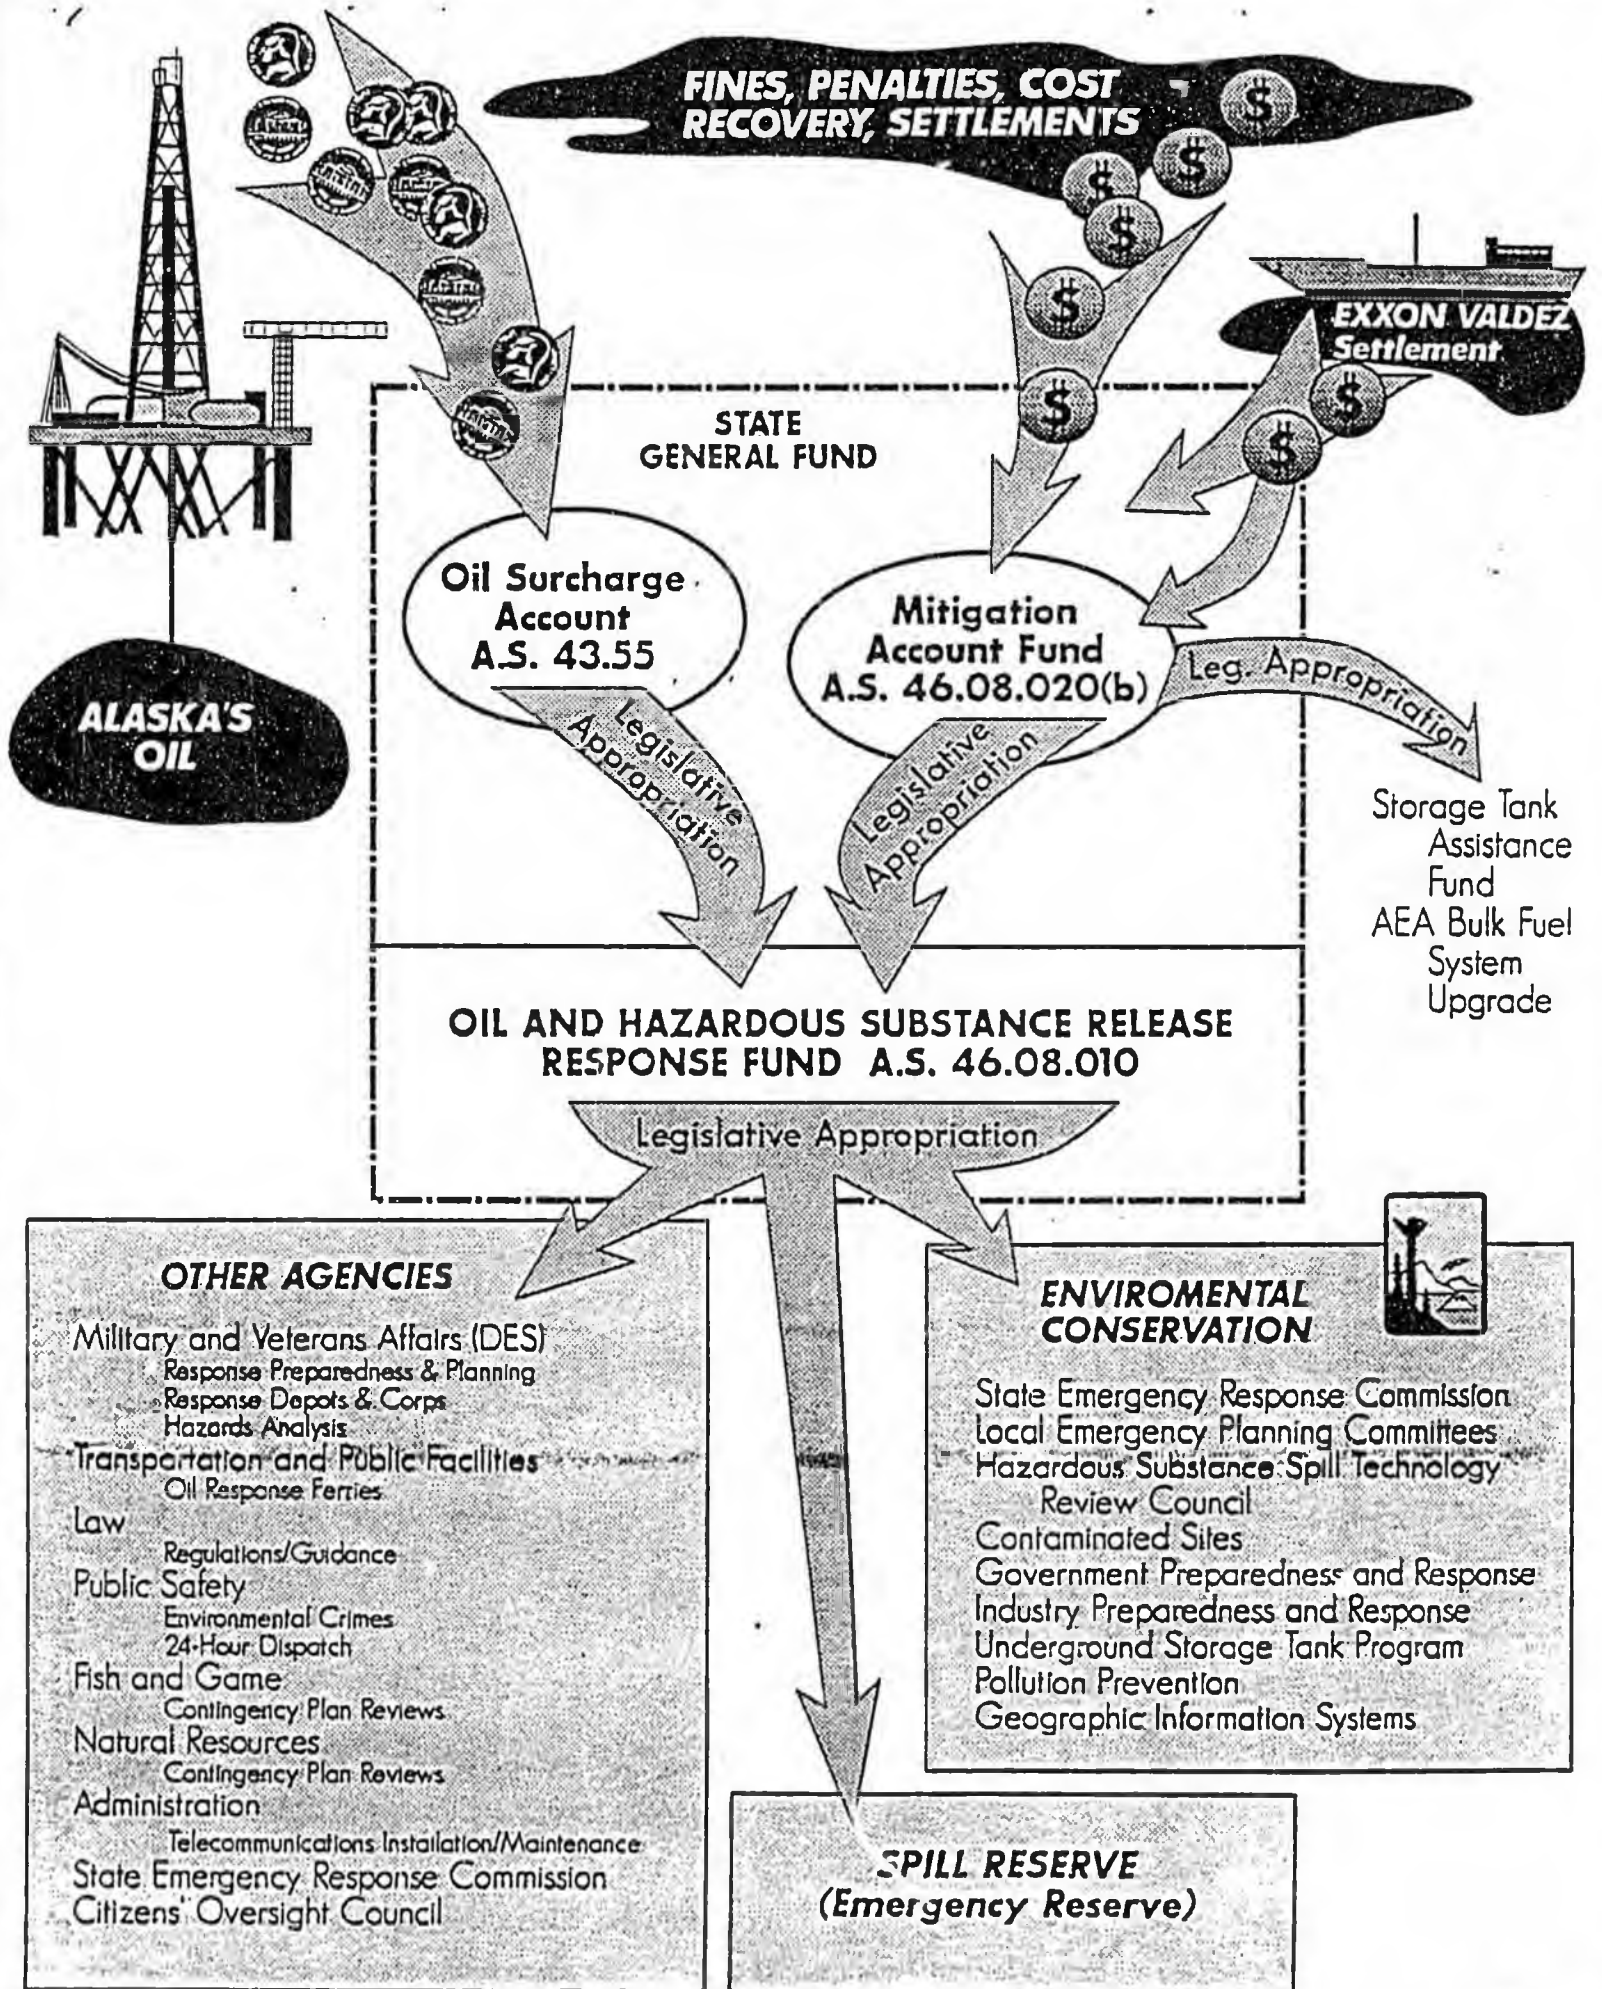 FINES, PENALTIES, COST
RECOVERY, SETTLEMENTS
$
$
$
$
$
$
EXXON VALDEZ
Settlement
$
$
STATE
GENERAL FUND
ALASKA'S
OIL
Oil Surcharge
Account
A.S. 43.55
Mitigation
Account Fund
A.S. 46.08.020(b)
Legislative
Appropriation
Legislative
Appropriation
Leg. Appropriation
Storage Tank
Assistance
Fund
AEA Bulk Fuel
System
Upgrade
OIL AND HAZARDOUS SUBSTANCE RELEASE
RESPONSE FUND A.S. 46.08.010
Legislative Appropriation
OTHER AGENCIES
Military and Veterans Affairs (DES)
Response Preparedness & Planning
Response Depots & Corps
Hazards Analysis
Transportation and Public Facilities
Oil Response Ferries
Law
Regulations/Guidance
Public Safety
Environmental Crimes
24-Hour Dispatch
Fish and Game
Contingency Plan Reviews
Natural Resources
Contingency Plan Reviews
Administration
Telecommunications Installation/Maintenance
State Emergency Response Commission
Citizens' Oversight Council
ENVIROMENTAL
CONSERVATION
State Emergency Response Commission
Local Emergency Planning Committees
Hazardous Substance Spill Technology
Review Council
Contaminated Sites
Government Preparedness and Response
Industry Preparedness and Response
Underground Storage Tank Program
Pollution Prevention
Geographic Information Systems
SPILL RESERVE
(Emergency Reserve)